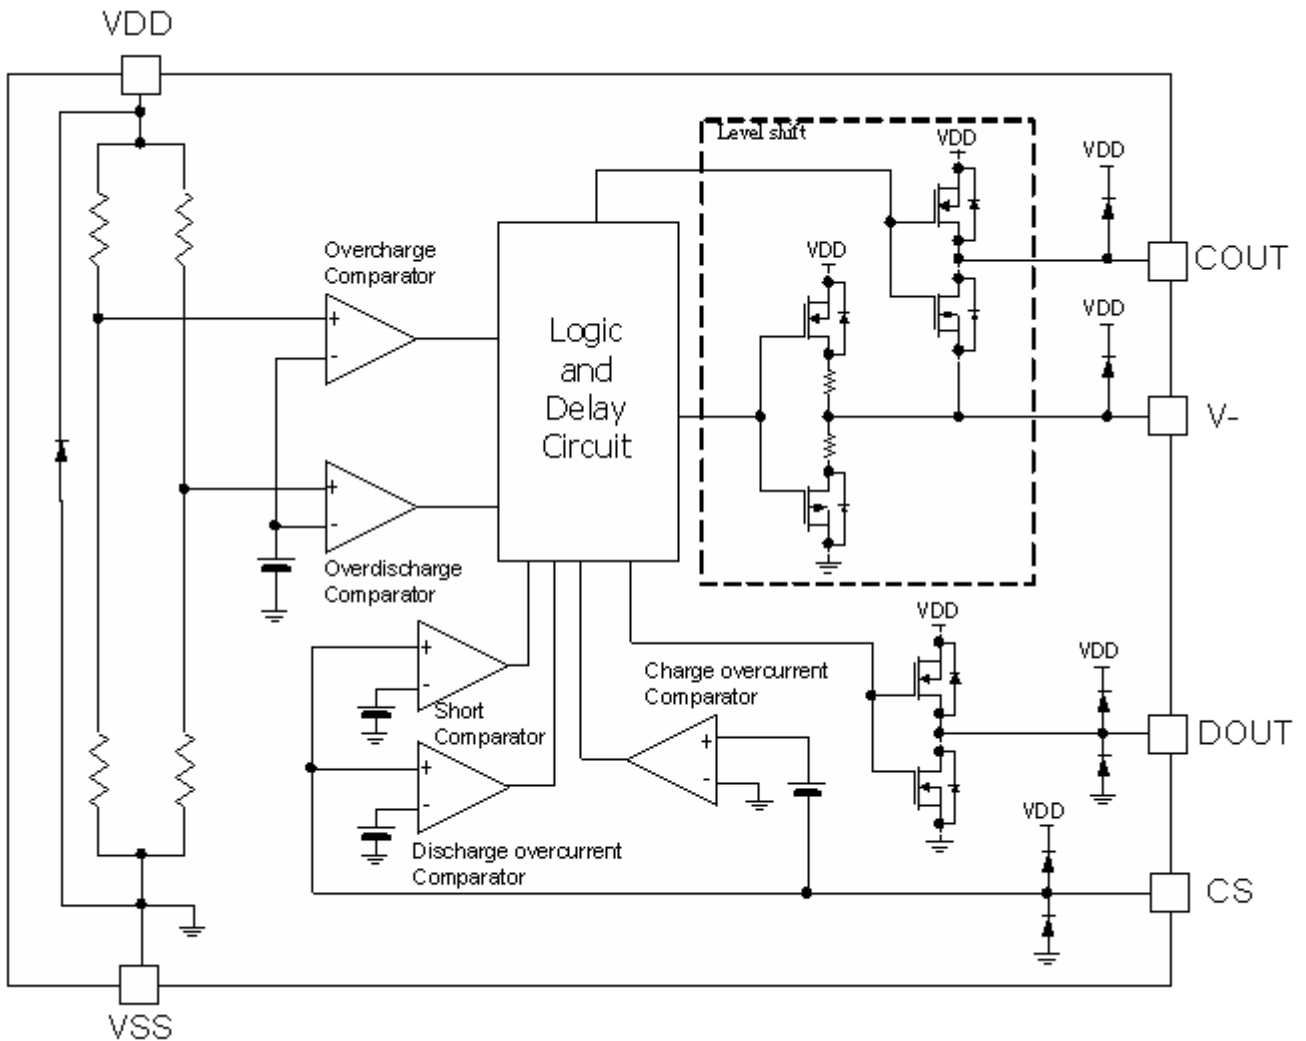 VDD
Level shift
VDD
VDD
COUT
Overcharge
Comparator
+
-
VDD
VDD
V-
Logic
and
Delay
Circuit
+
-
Overdischarge
Comparator
VDD
+
-
Short
Comparator
Charge overcurrent
Comparator
+
-
VDD
DOUT
+
-
Discharge overcurrent
Comparator
VDD
CS
VSS